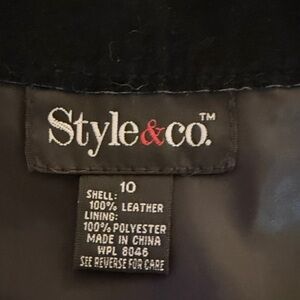 Style&co.™
10
SHELL:
100% LEATHER
LINING:
100% POLYESTER
MADE IN CHINA
WPL 8046
SEE REVERSE FOR CARE